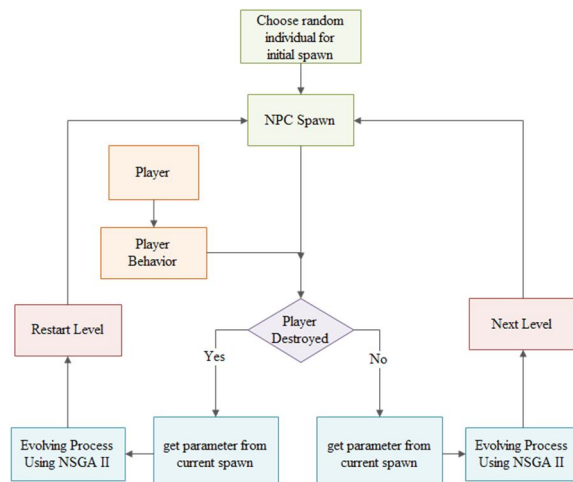 Choose random
individual for
initial spawn
NPC Spawn
Player
Player
Behavior
Restart Level
Player
Destroyed
Next Level
Yes
No
Evolving Process
Using NSGA II
get parameter from
current spawn
get parameter from
current spawn
Evolving Process
Using NSGA II